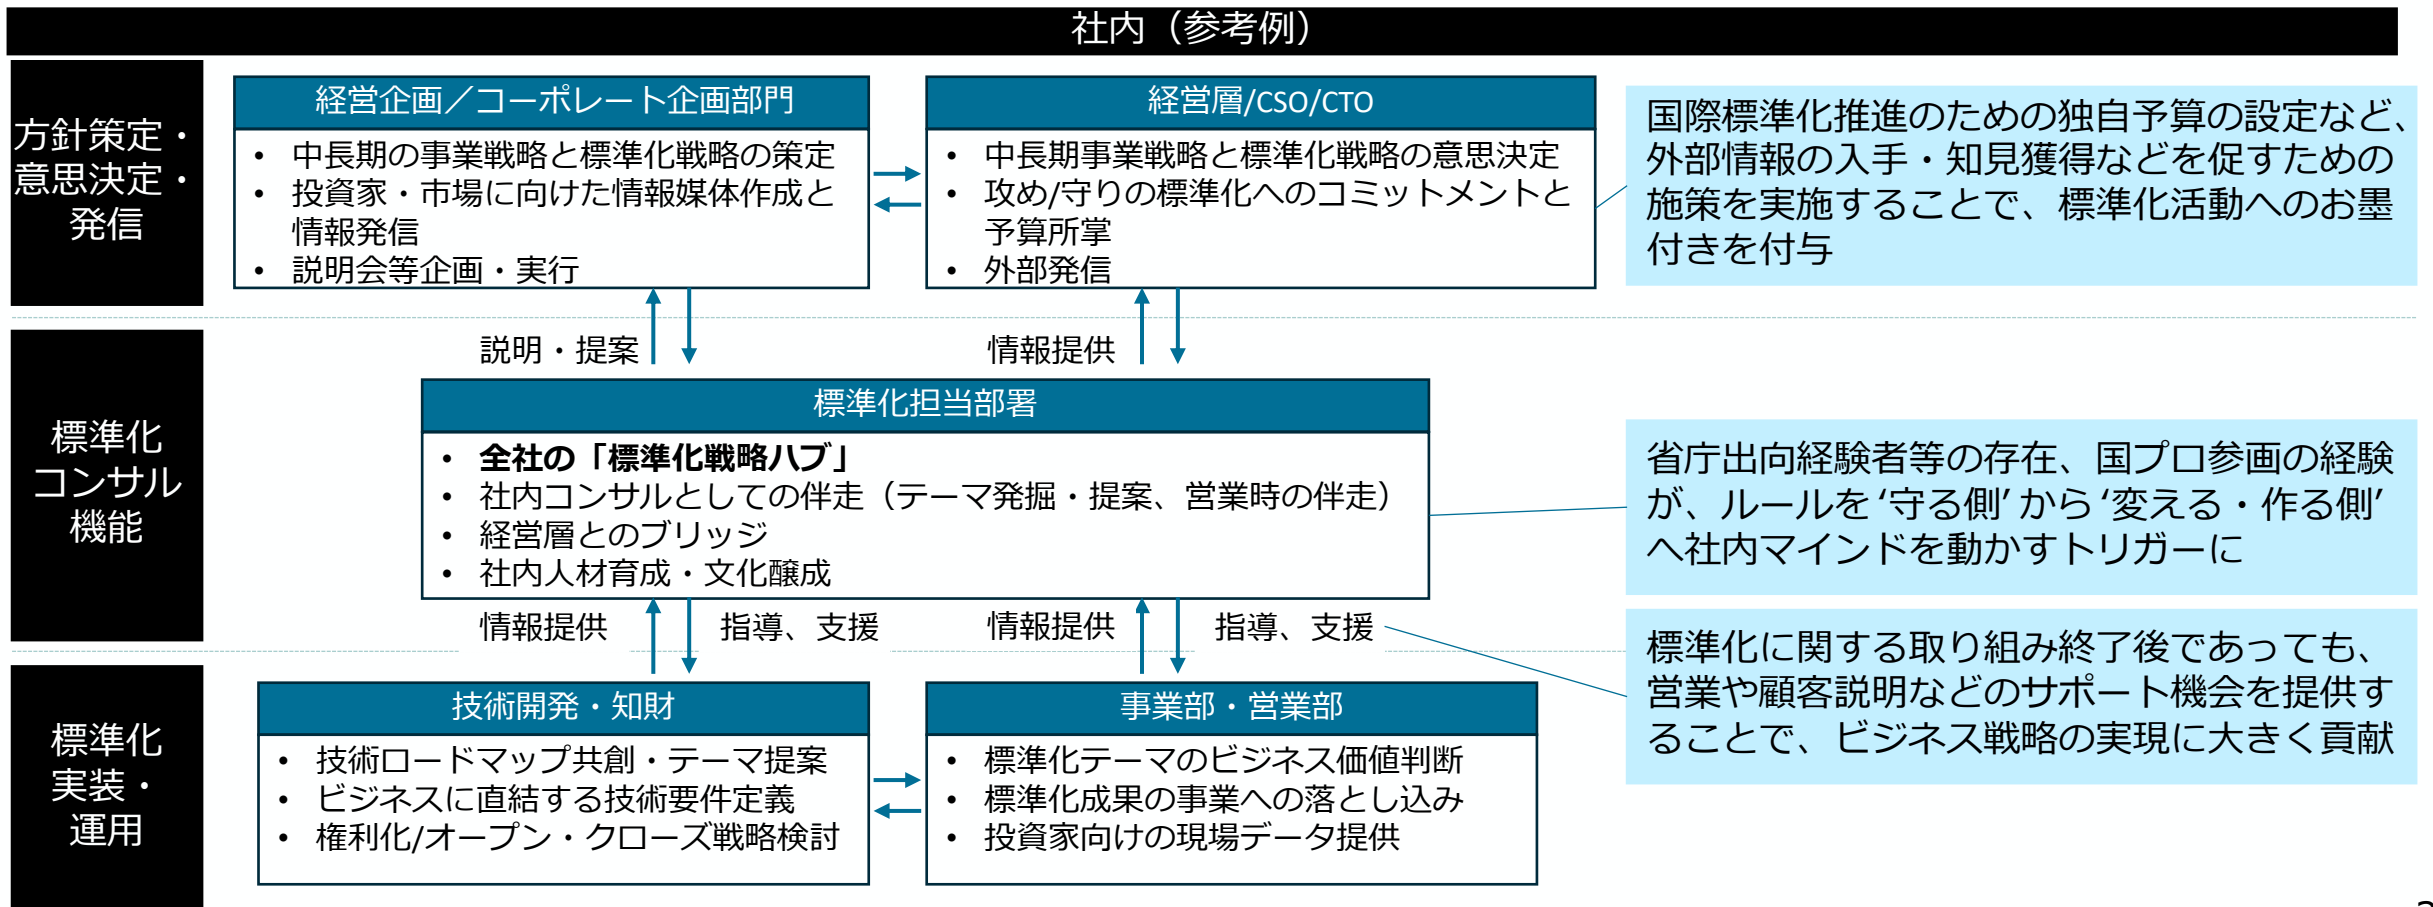 社内（参考例）
方針策定・
意思決定・
発信
経営企画／コーポレート企画部門
• 中長期の事業戦略と標準化戦略の策定
• 投資家・市場に向けた情報媒体作成と
情報発信
• 説明会等企画・実行
経営層/CSO/CTO
• 中長期事業戦略と標準化戦略の意思決定
• 攻め/守りの標準化へのコミットメントと
予算所掌
• 外部発信
国際標準化推進のための独自予算の設定など、
外部情報の入手・知見獲得などを促すための
施策を実施することで、標準化活動へのお墨
付きを付与
説明・提案
情報提供
標準化
コンサル
機能
標準化担当部署
• 全社の「標準化戦略ハブ」
• 社内コンサルとしての伴走（テーマ発掘・提案、営業時の伴走）
• 経営層とのブリッジ
• 社内人材育成・文化醸成
省庁出向経験者等の存在、国プロ参画の経験
が、ルールを‘守る側’から‘変える・作る側’
へ社内マインドを動かすトリガーに
情報提供
指導、支援
情報提供
指導、支援
標準化に関する取り組み終了後であっても、
営業や顧客説明などのサポート機会を提供す
ることで、ビジネス戦略の実現に大きく貢献
標準化
実装・
運用
技術開発・知財
• 技術ロードマップ共創・テーマ提案
• ビジネスに直結する技術要件定義
• 権利化/オープン・クローズ戦略検討
事業部・営業部
• 標準化テーマのビジネス価値判断
• 標準化成果の事業への落とし込み
• 投資家向けの現場データ提供